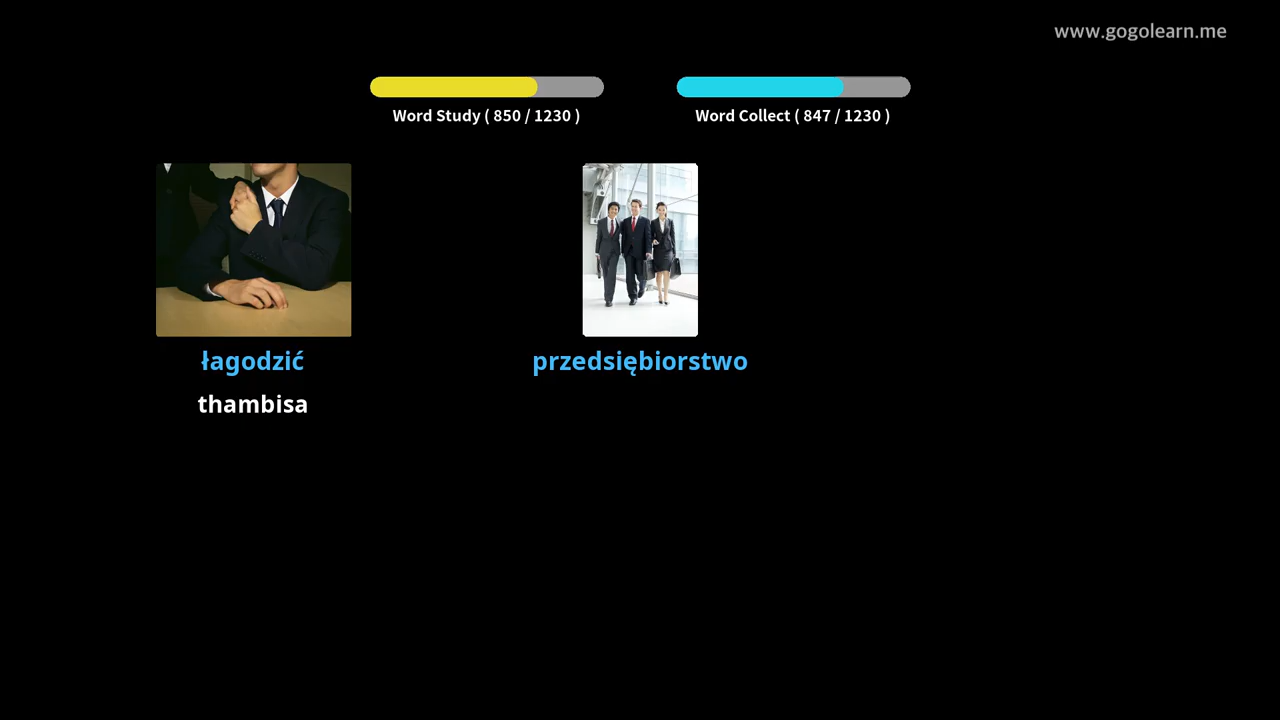 www.gogolearn.me
Word Study ( 850 / 1230 )
Word Collect ( 847 / 1230 )
łagodzić
thambisa
przedsiębiorstwo